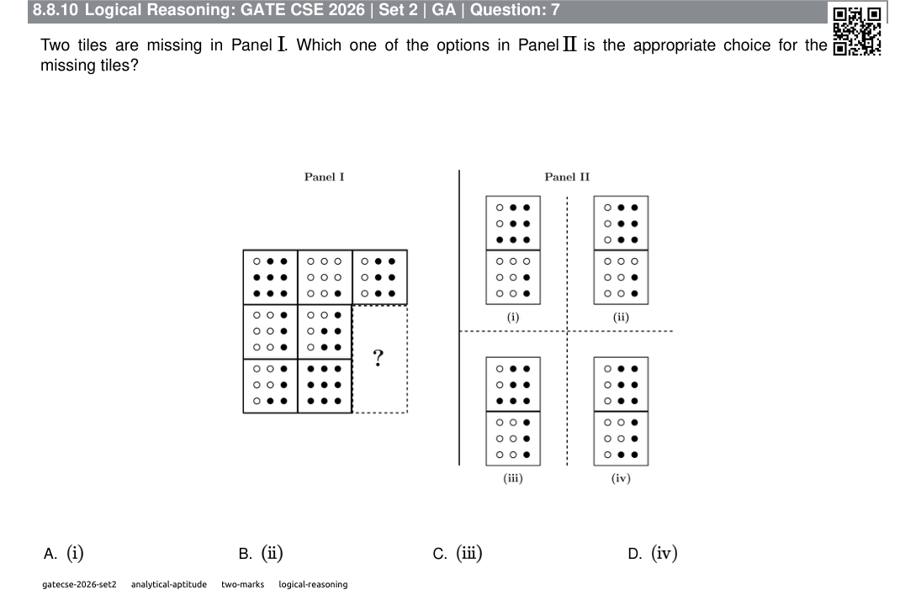 8.8.10 Logical Reasoning: GATE CSE 2026 | Set 2 | GA | Question: 7
Two tiles are missing in Panel I. Which one of the options in Panel II is the appropriate choice for the
missing tiles?
Panel I
Panel II
?
(i)
(ii)
(iii)
(iv)
A. (i)
B. (ii)
C. (iii)
D. (iv)
gatecse-2026-set2 analytical-aptitude two-marks logical-reasoning